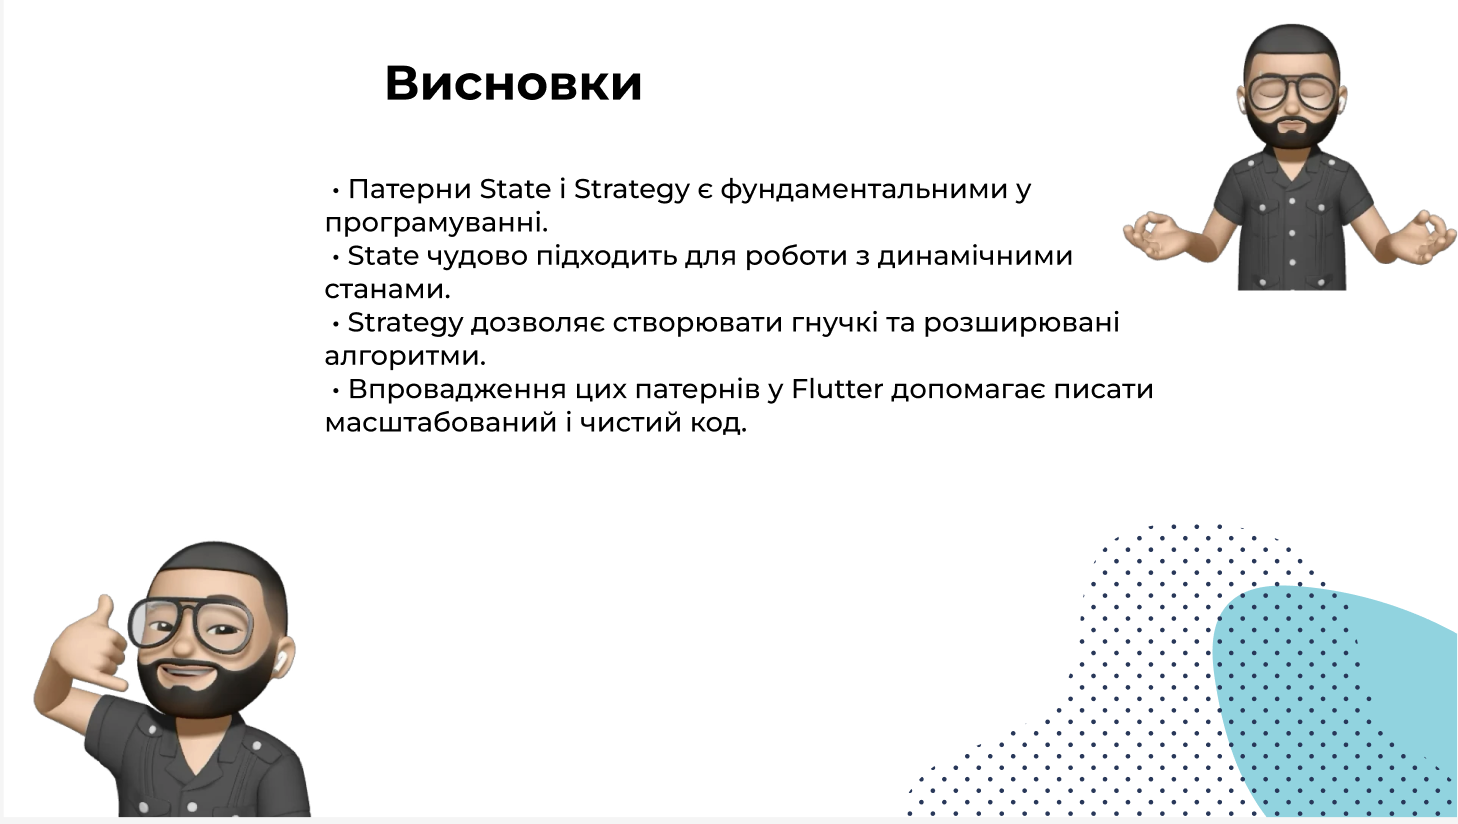 Висновки
• Патерни State і Strategy є фундаментальними у
програмуванні.
• State чудово підходить для роботи з динамічними
станами.
• Strategy дозволяє створювати гнучкі та розширювані
алгоритми.
• Впровадження цих патернів у Flutter допомагає писати
масштабований і чистий код.